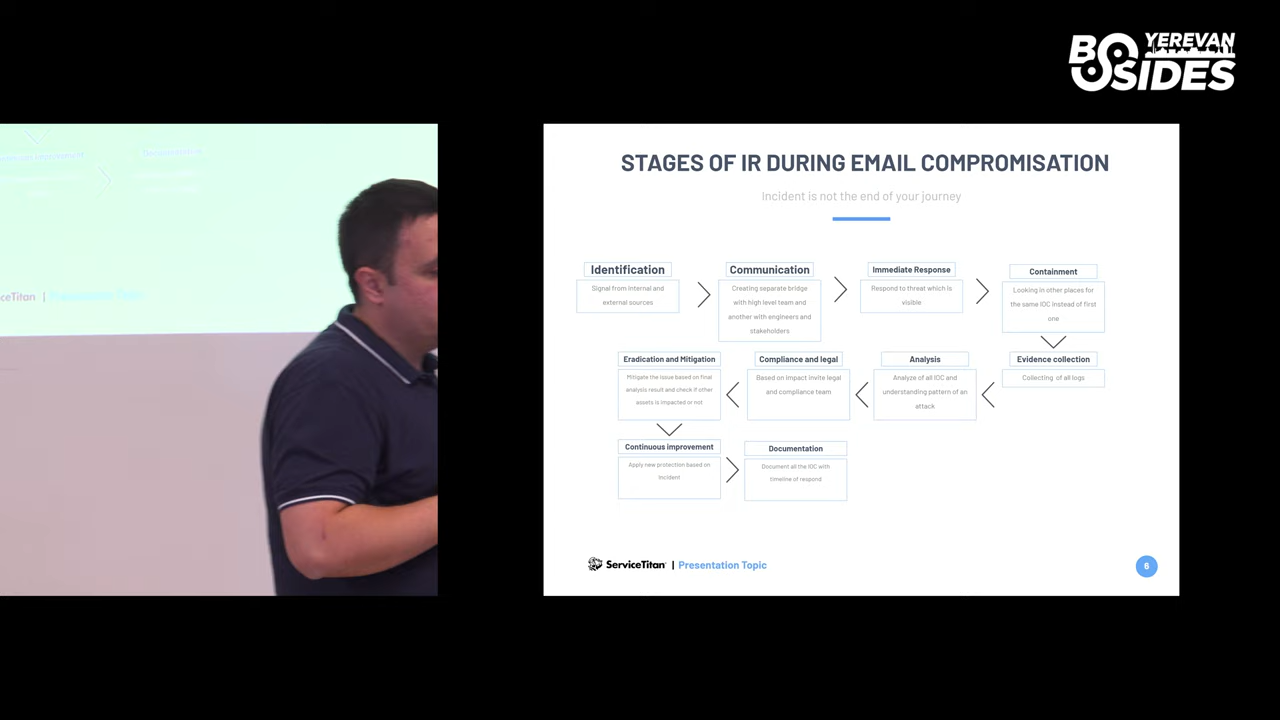 YEREVAN
BSIDES
STAGES OF IR DURING EMAIL COMPROMISATION
Incident is not the end of your journey
Identification
Signal from internal and
external sources
Communication
Creating separate bridge
with high level team and
another with engineers and
stakeholders
Immediate Response
Respond to threat which is
visible
Containment
Looking in other places for
the same IOC instead of first
one
Evidence collection
Collecting of all logs
Analysis
Analyze of all IOC and
understanding pattern of an
attack
Compliance and legal
Based on impact invite legal
and compliance team
Eradication and Mitigation
Mitigate the issue based on final
analysis result and check if other
assets is impacted or not
Continuous improvement
Apply new protection based on
Incident
Documentation
Document all the IOC with
timeline of respond
ServiceTitan | Presentation Topic
6
iceTitan | Presentation Topic